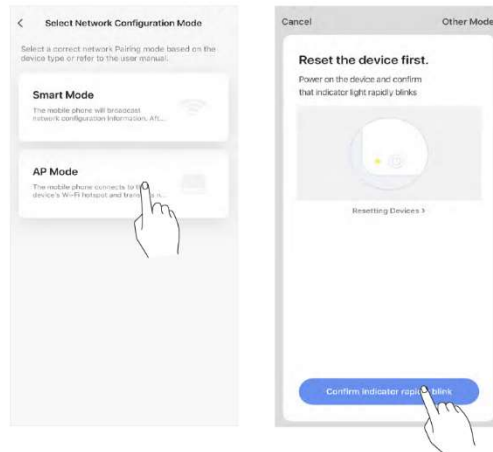 Select Network Configuration Mode
Select a correct network Pairing mode based on the
device type or refer to the user manual.
Smart Mode
The mobile phone will broadcast
network configuration information. Aft...
AP Mode
The mobile phone connects to
device's Wi-Fi hotspot and
Cancel
Other Mode
Reset the device first.
Power on the device and confirm
that indicator light rapidly blinks
Resetting Devices >
Confirm indicator blink